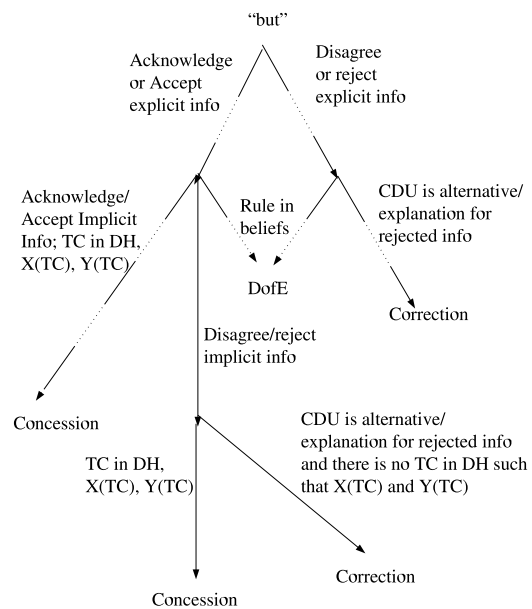 “but”
Acknowledge
or Accept
explicit info
Disagree
or reject
explicit info
Acknowledge/
Accept Implicit
Info; TC in DH,
X(TC), Y(TC)
Rule in
beliefs
CDU is alternative/
explanation for
rejected info
DofE
Correction
Disagree/reject
implicit info
Concession
TC in DH,
X(TC), Y(TC)
CDU is alternative/
explanation for rejected info
and there is no TC in DH such
that X(TC) and Y(TC)
Correction
Concession